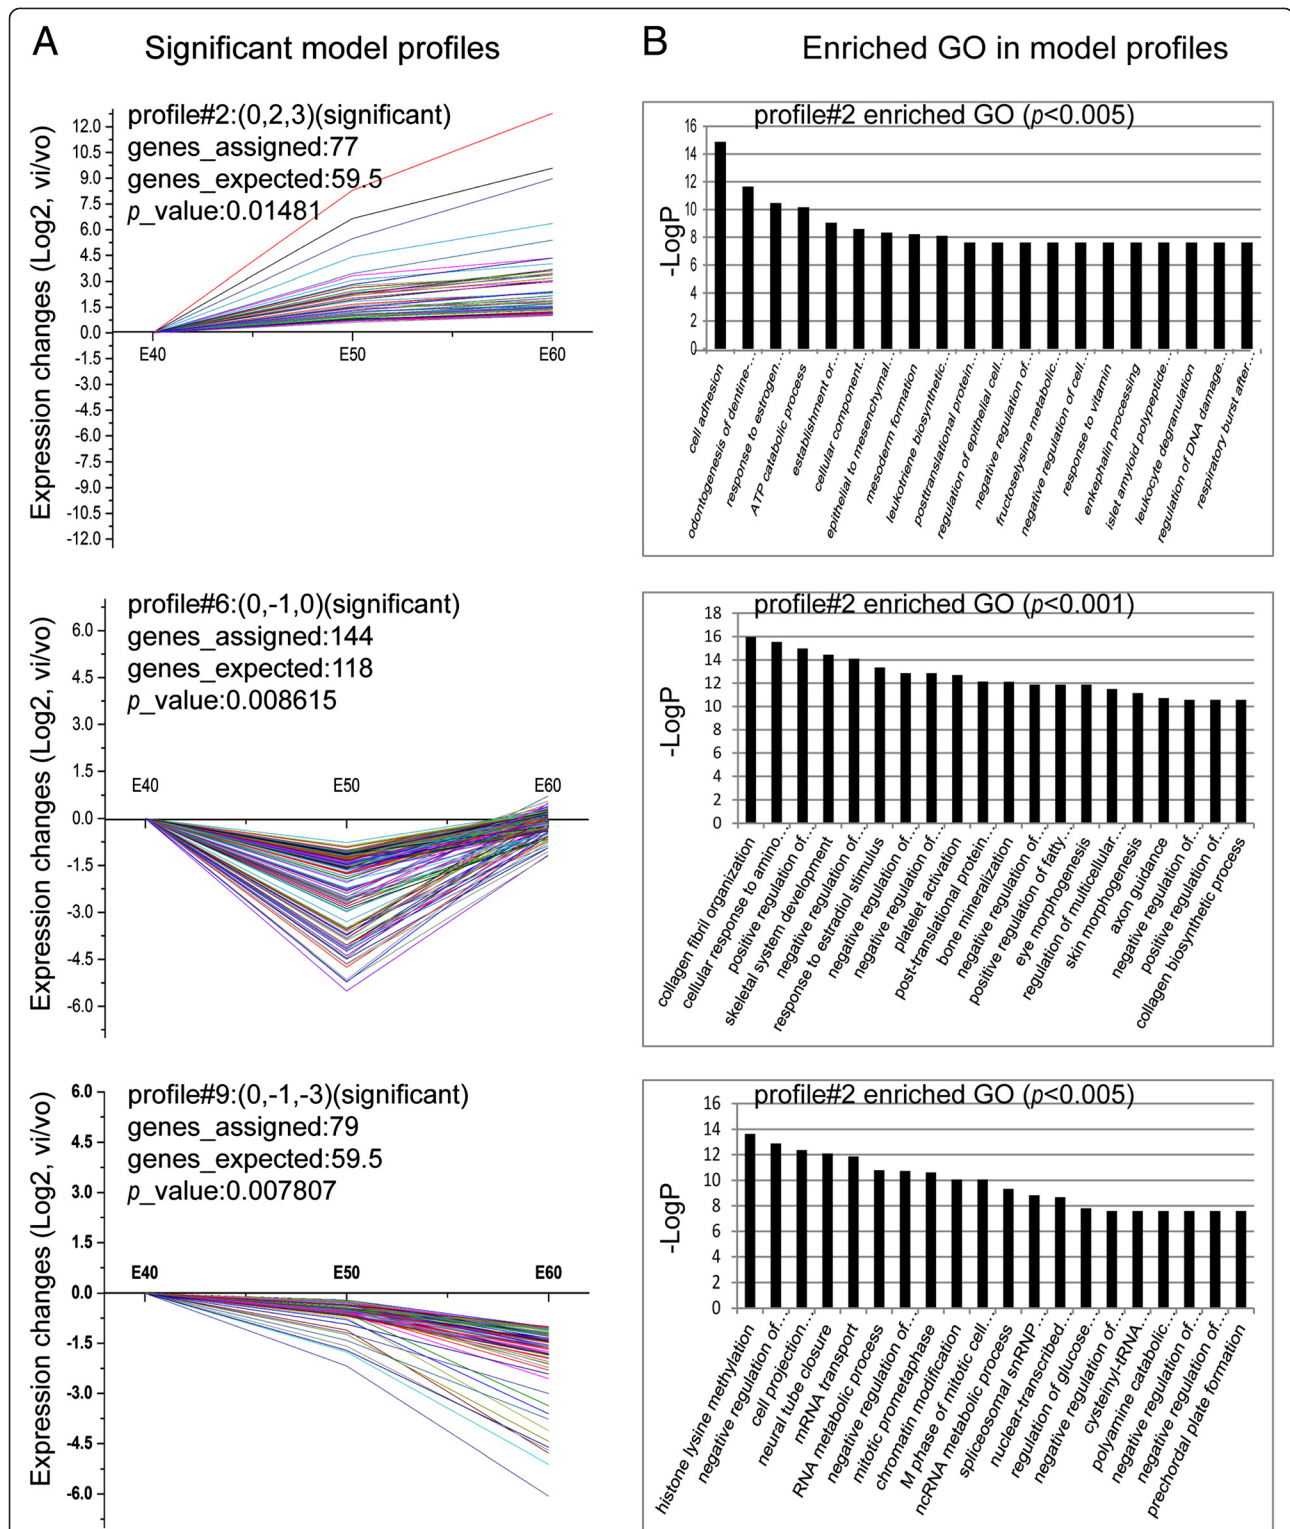 A
Significant model profiles
B
Enriched GO in model profiles
Expression changes (Log2, vi/vo)
12.0
10.5
9.0
7.5
6.0
4.5
3.0
1.5
0.0
-1.5
-3.0
-4.5
-6.0
-7.5
-9.0
-10.5
-12.0
profile#2:(0,2,3)(significant)
genes_assigned:77
genes_expected:59.5
p_value:0.01481
E40
E50
E60
profile#2 enriched GO (p<0.005)
-LogP
16
14
12
10
8
6
4
2
0
cell adhesion
odontogenesis of dentine-...
response to estrogen...
ATP catabolic process
establishment or...
cellular component...
epithelial to mesenchymal...
mesoderm formation
leukotriene biosynthetic...
posttranslational protein...
regulation of epithelial cell...
negative regulation of...
fructoselysine metabolic...
negative regulation of cell...
response to vitamin
enkephalin processing
islet amyloid polypeptide...
leukocyte degranulation
regulation of DNA damage...
respiratory burst after...
Expression changes (Log2, vi/vo)
6.0
4.5
3.0
1.5
0.0
-1.5
-3.0
-4.5
-6.0
profile#6:(0,-1,0)(significant)
genes_assigned:144
genes_expected:118
p_value:0.008615
E40
E50
E60
profile#2 enriched GO (p<0.001)
-LogP
18
16
14
12
10
8
6
4
2
0
collagen fibril organization
cellular response to amino...
positive regulation of...
skeletal system development
negative regulation of...
response to estradiol stimulus
negative regulation of...
negative regulation of...
platelet activation
post-translational protein...
bone mineralization
negative regulation of...
positive regulation of fatty...
eye morphogenesis
regulation of multicellular...
skin morphogenesis
axon guidance
negative regulation of...
positive regulation of...
collagen biosynthetic process
Expression changes (Log2, vi/vo)
6.0
4.5
3.0
1.5
0.0
-1.5
-3.0
-4.5
-6.0
profile#9:(0,-1,-3)(significant)
genes_assigned:79
genes_expected:59.5
p_value:0.007807
E40
E50
E60
profile#2 enriched GO (p<0.005)
-LogP
16
14
12
10
8
6
4
2
0
histone lysine methylation
negative regulation of...
cell projection...
neural tube closure
mRNA transport
RNA metabolic process
negative regulation of...
mitotic prometaphase
chromatin modification
M phase of mitotic cell...
ncRNA metabolic process
spliceosomal snRNP...
nuclear-transcribed...
regulation of glucose...
negative regulation of...
cysteinyl-tRNA...
polyamine catabolic...
negative regulation of...
negative regulation of...
prechordal plate formation